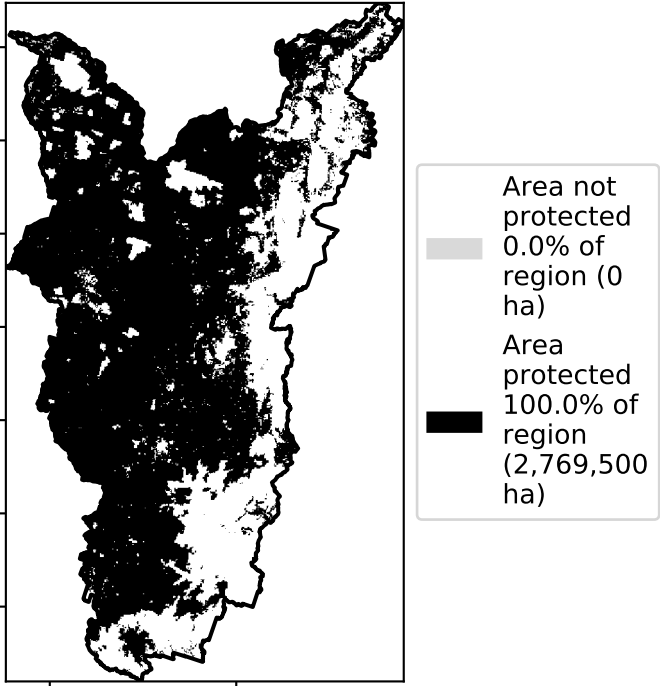 Area not
protected
0.0% of
region (0
ha)
Area
protected
100.0% of
region
(2,769,500
ha)